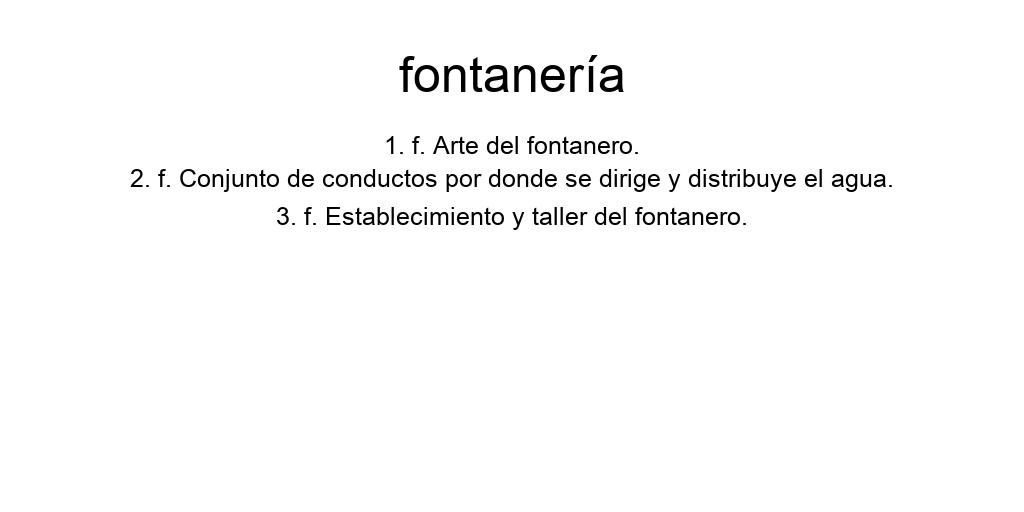 fontanería
1. f. Arte del fontanero.
2. f. Conjunto de conductos por donde se dirige y distribuye el agua.
3. f. Establecimiento y taller del fontanero.